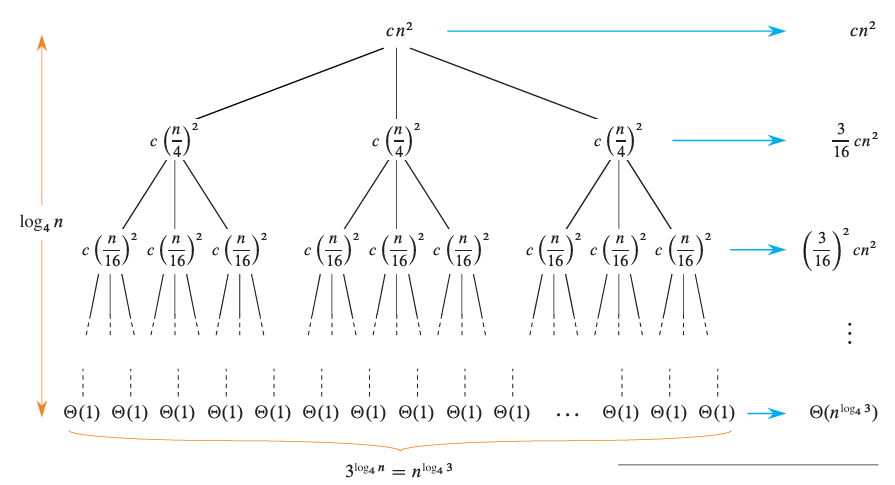 cn² cn²
c (n/4)² c (n/4)² c (n/4)² 3/16 cn²
log₄ n
c (n/16)² c (n/16)² c (n/16)² c (n/16)² c (n/16)² c (n/16)² c (n/16)² c (n/16)² c (n/16)² (3/16)² cn²
⋮
Θ(1) Θ(1) Θ(1) Θ(1) Θ(1) Θ(1) Θ(1) Θ(1) Θ(1) Θ(1) … Θ(1) Θ(1) Θ(1) Θ(n^{log₄ 3})
3^{log₄ n} = n^{log₄ 3}